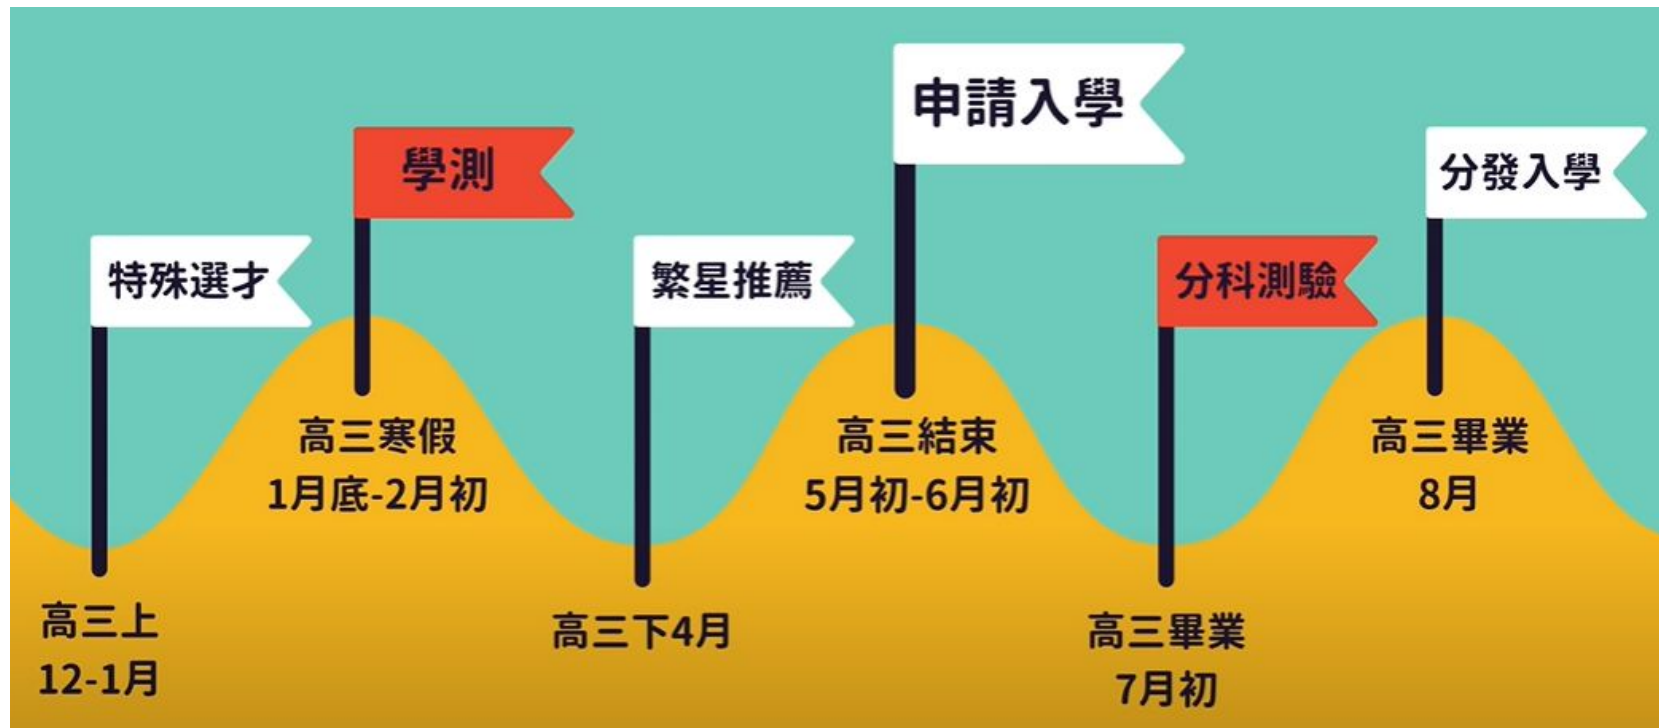 特殊選才
高三上
12-1月
學測
高三寒假
1月底-2月初
繁星推薦
高三下4月
申請入學
高三結束
5月初-6月初
分科測驗
高三畢業
7月初
分發入學
高三畢業
8月